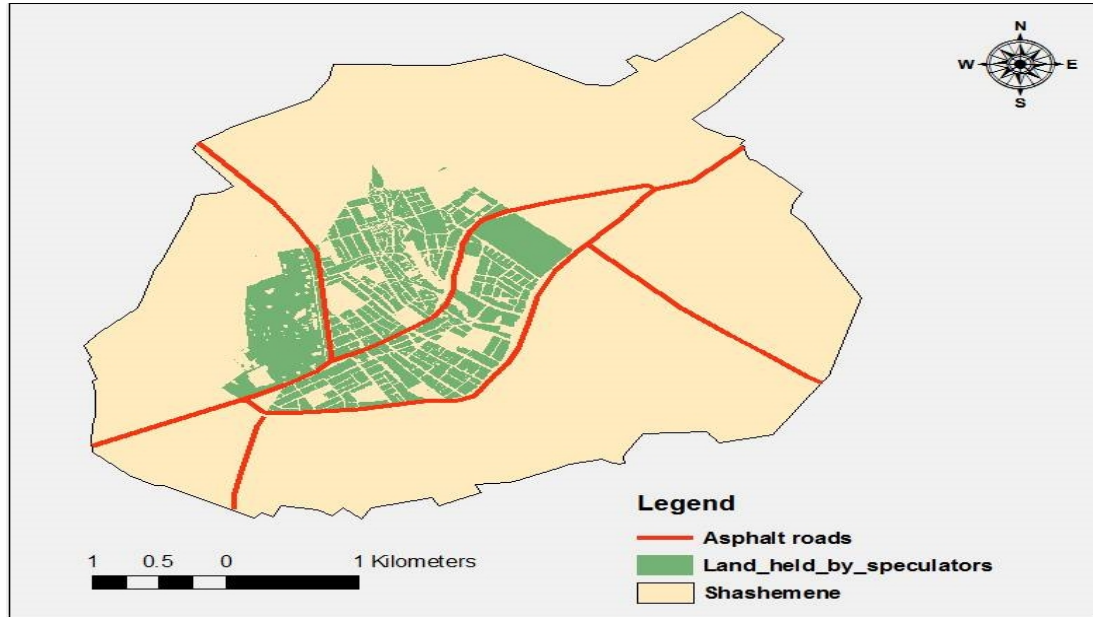 N
W E
S
Legend
Asphalt roads
Land_held_by_speculators
Shashemene
1 0.5 0 1 Kilometers